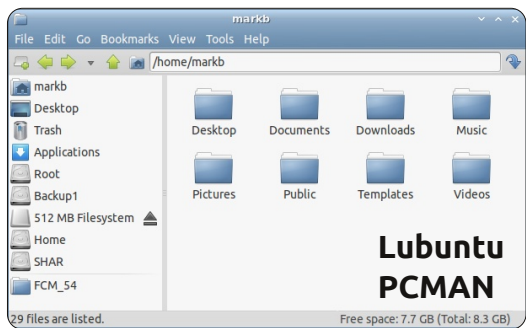 markb
File Edit Go Bookmarks View Tools Help
/home/markb
markb
Desktop
Trash
Applications
Root
Backup1
512 MB Filesystem
Home
SHAR
FCM_54
Desktop Documents Downloads Music
Pictures Public Templates Videos
Lubuntu
PCMAN
29 files are listed. Free space: 7.7 GB (Total: 8.3 GB)